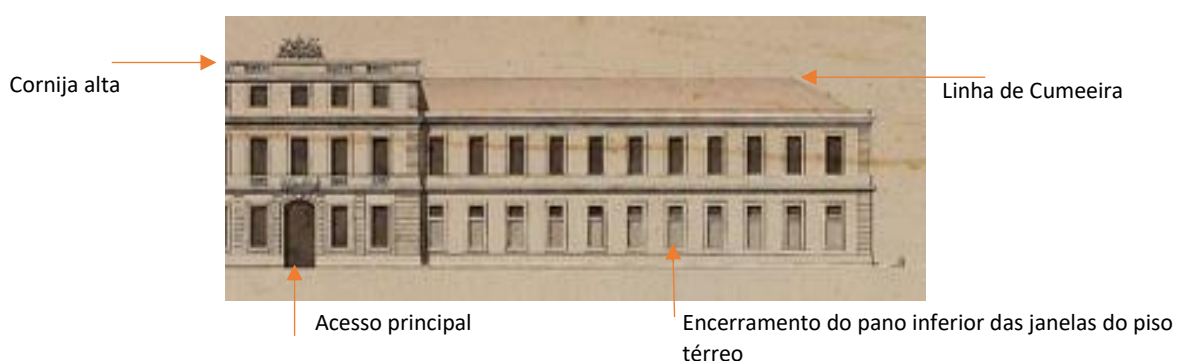 Cornija alta
Linha de Cumeeira
Acesso principal
Encerramento do pano inferior das janelas do piso
térreo